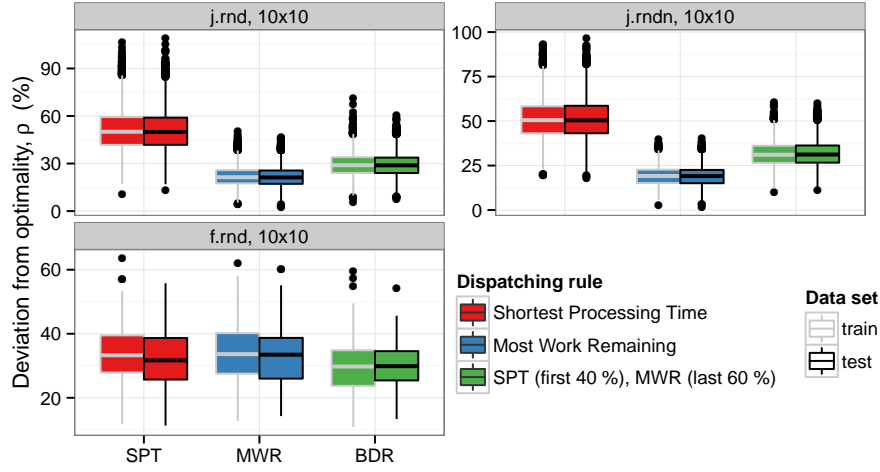 j.rnd, 10x10
j.rndn, 10x10
Deviation from optimality, ρ (%)
90
60
30
0
100
75
50
25
0
f.rnd, 10x10
60
40
20
SPT
MWR
BDR
Dispatching rule
Shortest Processing Time
Most Work Remaining
SPT (first 40 %), MWR (last 60 %)
Data set
train
test